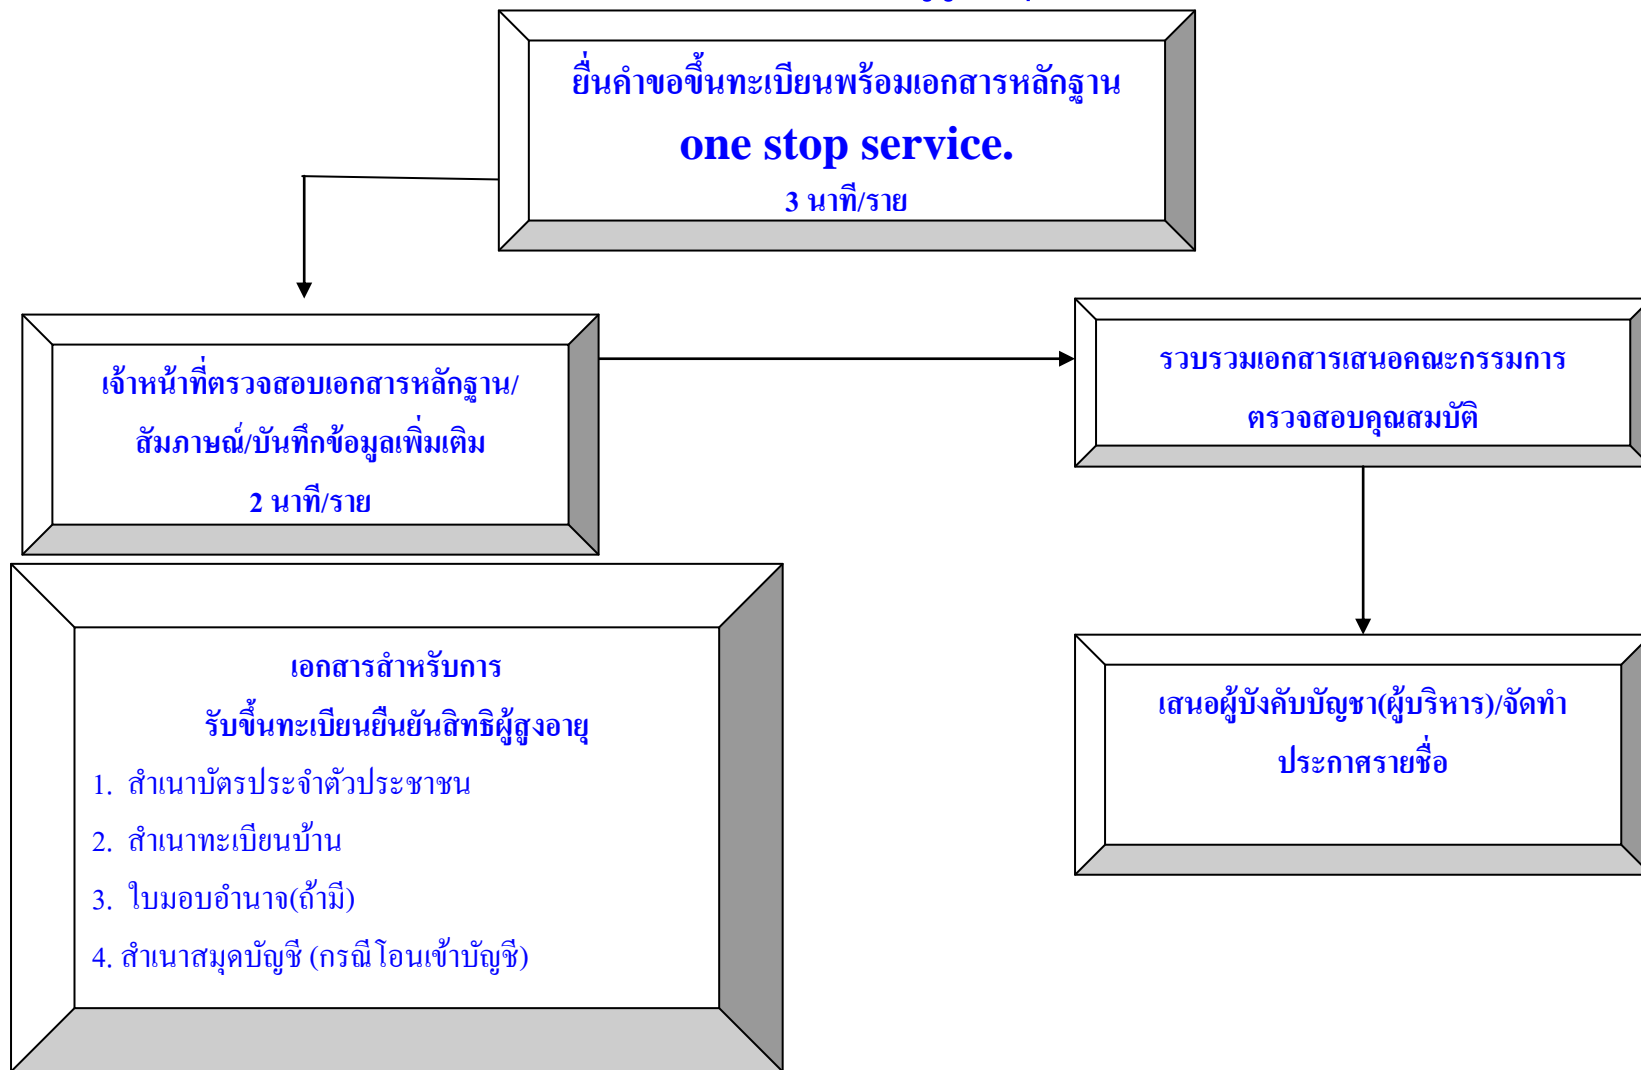 ยื่นคำขอขึ้นทะเบียนพร้อมเอกสารหลักฐาน
one stop service.
3 นาที/ราย
เจ้าหน้าที่ตรวจสอบเอกสารหลักฐาน/
สัมภาษณ์/บันทึกข้อมูลเพิ่มเติม
2 นาที/ราย
รวบรวมเอกสารเสนอคณะกรรมการ
ตรวจสอบคุณสมบัติ
เสนอผู้บังคับบัญชา(ผู้บริหาร)/จัดทำ
ประกาศรายชื่อ
เอกสารสำหรับการ
รับขึ้นทะเบียนยืนยันสิทธิผู้สูงอายุ
1. สำเนาบัตรประจำตัวประชาชน
2. สำเนาทะเบียนบ้าน
3. ใบมอบอำนาจ(ถ้ามี)
4. สำเนาสมุดบัญชี (กรณีโอนเข้าบัญชี)